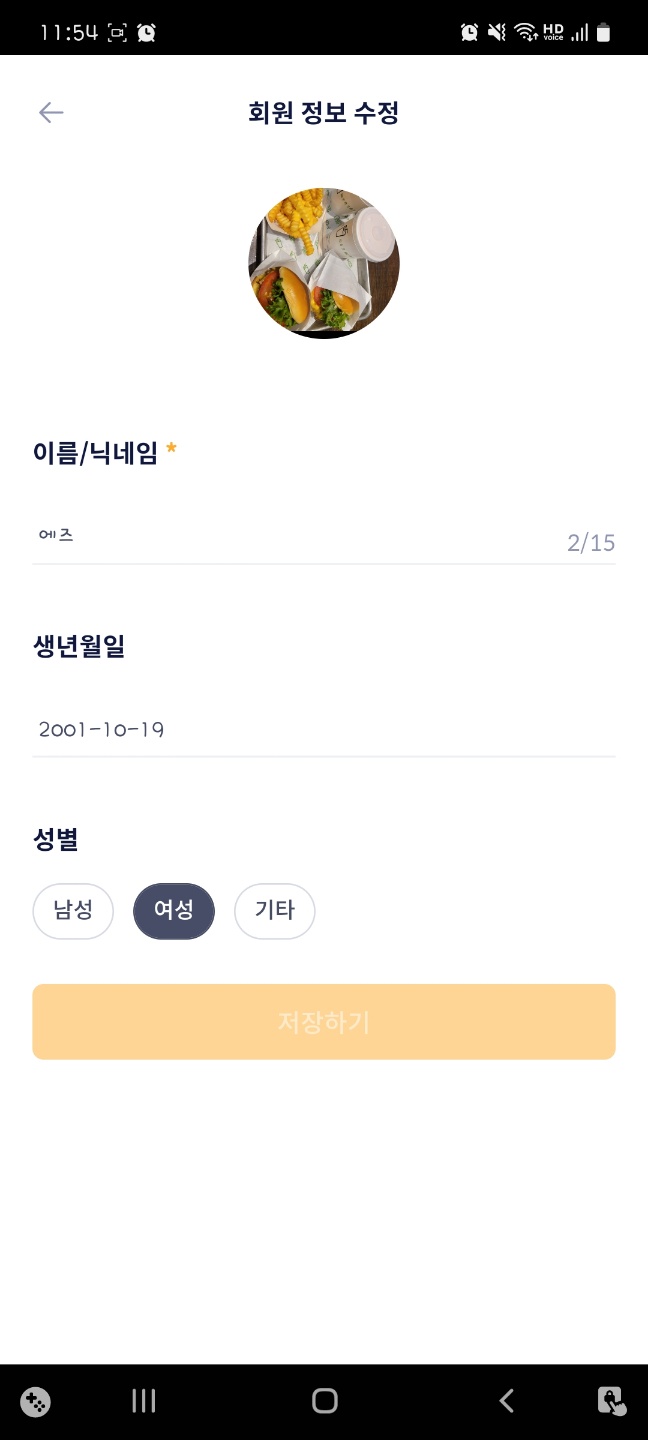 11:54 HD voice
회원 정보 수정
이름/닉네임 *
에즈
2/15
생년월일
2001-10-19
성별
남성 여성 기타
저장하기